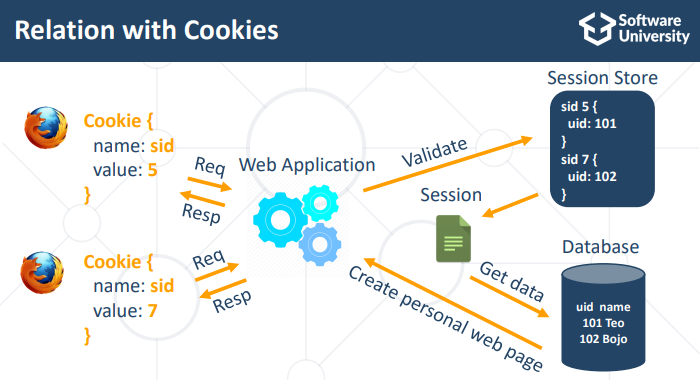 Relation with Cookies
Software
University
Session Store
sid 5 {
uid: 101
}
sid 7 {
uid: 102
}
Cookie {
name: sid
value: 5
}
Req
Resp
Web Application
Validate
Session
Cookie {
name: sid
value: 7
}
Req
Resp
Get data
Create personal web page
Database
uid name
101 Teo
102 Bojo